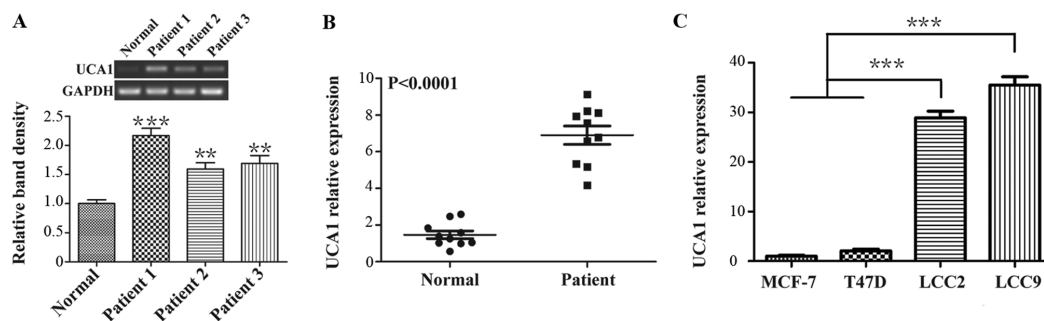 A
Normal
Patient 1
Patient 2
Patient 3
UCA1
GAPDH
Relative band density
2.5
2.0
1.5
1.0
0.5
0.0
***
**
**
Normal
Patient 1
Patient 2
Patient 3
B
UCA1 relative expression
10
8
6
4
2
0
P<0.0001
Normal
Patient
C
UCA1 relative expression
40
30
20
10
0
***
***
MCF-7
T47D
LCC2
LCC9